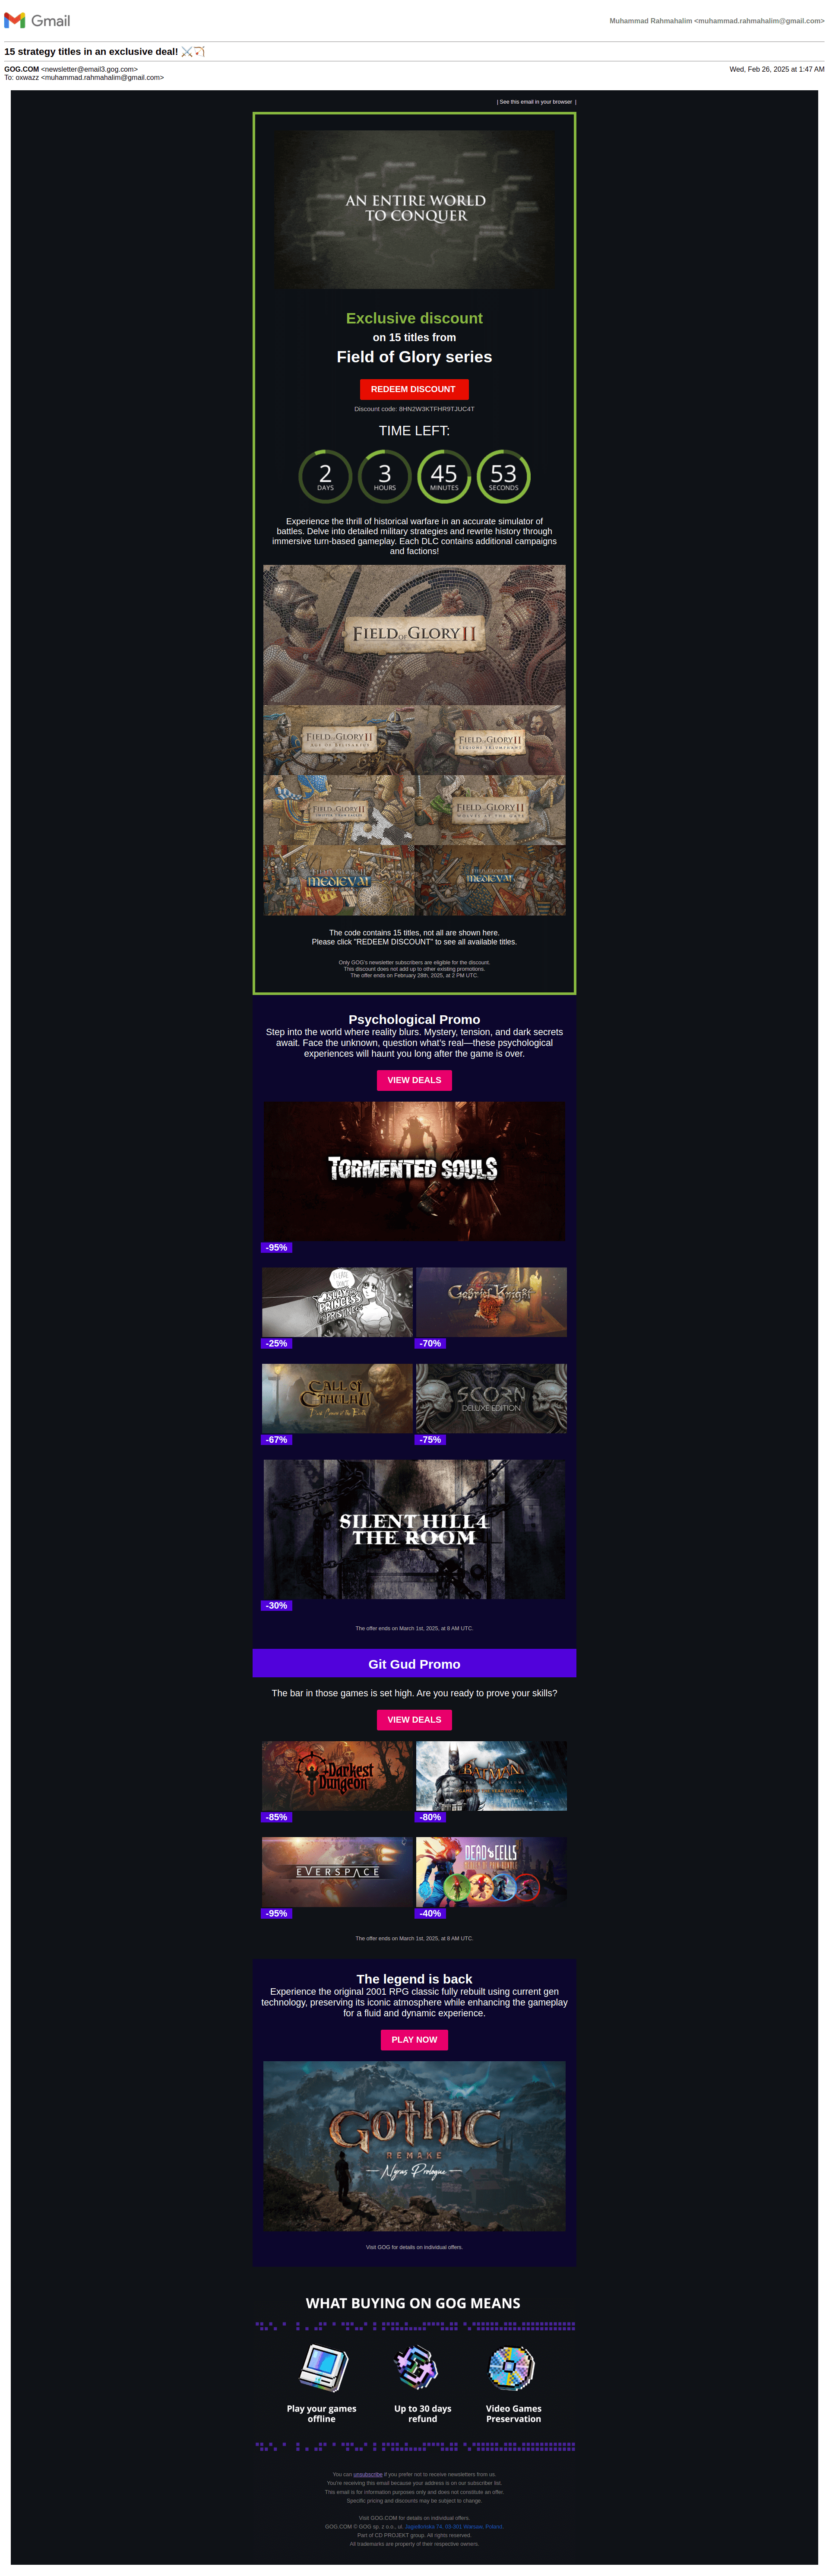 Gmail
Muhammad Rahmahalim <muhammad.rahmahalim@gmail.com>
15 strategy titles in an exclusive deal! ⚔️🏹
GOG.COM <newsletter@email3.gog.com>
Wed, Feb 26, 2025 at 1:47 AM
To: oxwazz <muhammad.rahmahalim@gmail.com>
| See this email in your browser |
AN ENTIRE WORLD
TO CONQUER
Exclusive discount
on 15 titles from
Field of Glory series
REDEEM DISCOUNT
Discount code: 8HN2W3KTFHR9TJUC4T
TIME LEFT:
2 3 45 53
DAYS HOURS MINUTES SECONDS
Experience the thrill of historical warfare in an accurate simulator of
battles. Delve into detailed military strategies and rewrite history through
immersive turn-based gameplay. Each DLC contains additional campaigns
and factions!
FIELD OF GLORY II
FIELD OF GLORY II
AGE OF BELISARIUS
FIELD OF GLORY II
LEGIONS TRIUMPHANT
FIELD OF GLORY II
SWIFTER THAN EAGLES
FIELD OF GLORY II
WOLVES AT THE GATE
FIELD OF GLORY II
MEDIEVAL
FIELD OF GLORY II
MEDIEVAL
The code contains 15 titles, not all are shown here.
Please click "REDEEM DISCOUNT" to see all available titles.
Only GOG's newsletter subscribers are eligible for the discount.
This discount does not add up to other existing promotions.
The offer ends on February 28th, 2025, at 2 PM UTC.
Psychological Promo
Step into the world where reality blurs. Mystery, tension, and dark secrets
await. Face the unknown, question what's real—these psychological
experiences will haunt you long after the game is over.
VIEW DEALS
TORMENTED SOULS
-95%
SLAY
THE
PRINCESS
Gabriel Knight
-25%
-70%
CALL OF
CTHULHU
Dark Corners of the Earth
SCORN
DELUXE EDITION
-67%
-75%
SILENT HILL 4
THE ROOM
-30%
The offer ends on March 1st, 2025, at 8 AM UTC.
Git Gud Promo
The bar in those games is set high. Are you ready to prove your skills?
VIEW DEALS
Darkest
Dungeon
BATMAN
GAME OF THE YEAR EDITION
-85%
-80%
EVERSPACE
DEAD CELLS
-95%
-40%
The offer ends on March 1st, 2025, at 8 AM UTC.
The legend is back
Experience the original 2001 RPG classic fully rebuilt using current gen
technology, preserving its iconic atmosphere while enhancing the gameplay
for a fluid and dynamic experience.
PLAY NOW
GOTHIC
REMAKE
Nyras Prologue
Visit GOG for details on individual offers.
WHAT BUYING ON GOG MEANS
Play your games
offline
Up to 30 days
refund
Video Games
Preservation
You can unsubscribe if you prefer not to receive newsletters from us.
You're receiving this email because your address is on our subscriber list.
This email is for information purposes only and does not constitute an offer.
Specific pricing and discounts may be subject to change.
Visit GOG.COM for details on individual offers.
GOG.COM © GOG sp. z o.o., ul. Jagiellońska 74, 03-301 Warsaw, Poland.
Part of CD PROJEKT group. All rights reserved.
All trademarks are property of their respective owners.